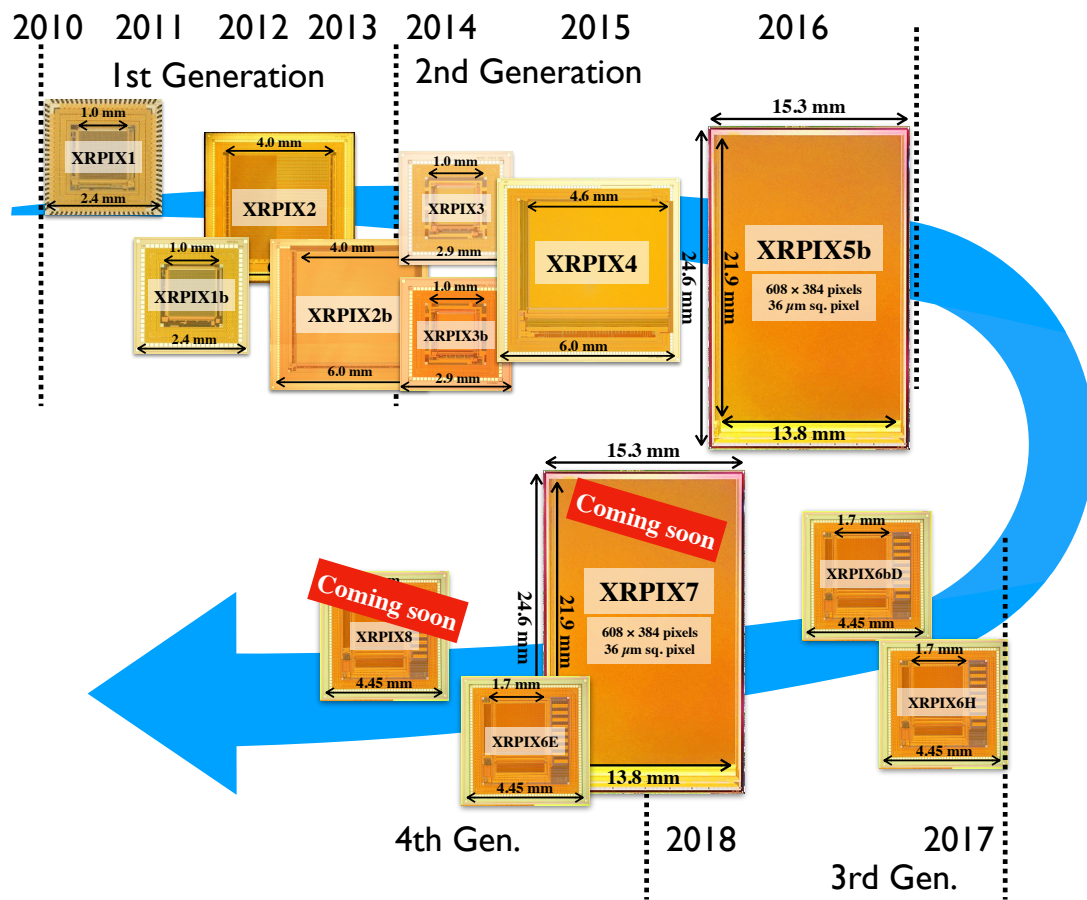 2010 2011 2012 2013 2014 2015 2016
1st Generation
2nd Generation
1.0 mm
XRPIX1
2.4 mm
1.0 mm
XRPIX1b
2.4 mm
4.0 mm
XRPIX2
4.0 mm
XRPIX2b
6.0 mm
1.0 mm
XRPIX3
2.9 mm
1.0 mm
XRPIX3b
2.9 mm
4.6 mm
XRPIX4
6.0 mm
15.3 mm
24.6 mm
21.9 mm
XRPIX5b
608 × 384 pixels
36 μm sq. pixel
13.8 mm
1.7 mm
XRPIX6bD
4.45 mm
1.7 mm
XRPIX6H
4.45 mm
15.3 mm
Coming soon
24.6 mm
21.9 mm
XRPIX7
608 × 384 pixels
36 μm sq. pixel
13.8 mm
1.7 mm
XRPIX6E
4.45 mm
Coming soon
XRPIX8
4.45 mm
4th Gen.
2018
2017
3rd Gen.